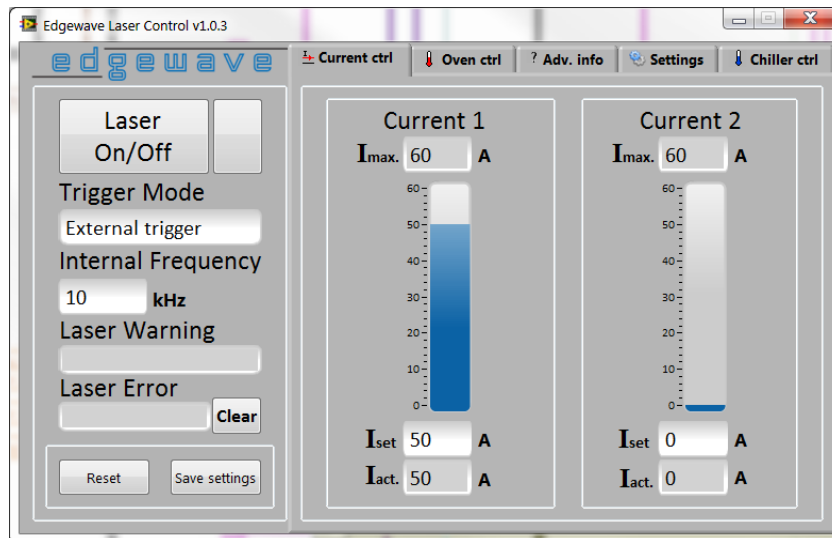 Edgewave Laser Control v1.0.3
edgewave
Current ctrl
Oven ctrl
? Adv. info
Settings
Chiller ctrl
Laser
On/Off
Trigger Mode
External trigger
Internal Frequency
10 kHz
Laser Warning
Laser Error
Clear
Reset
Save settings
Current 1
Imax. 60 A
60
50
40
30
20
10
0
Iset 50 A
Iact. 50 A
Current 2
Imax. 60 A
60
50
40
30
20
10
0
Iset 0 A
Iact. 0 A